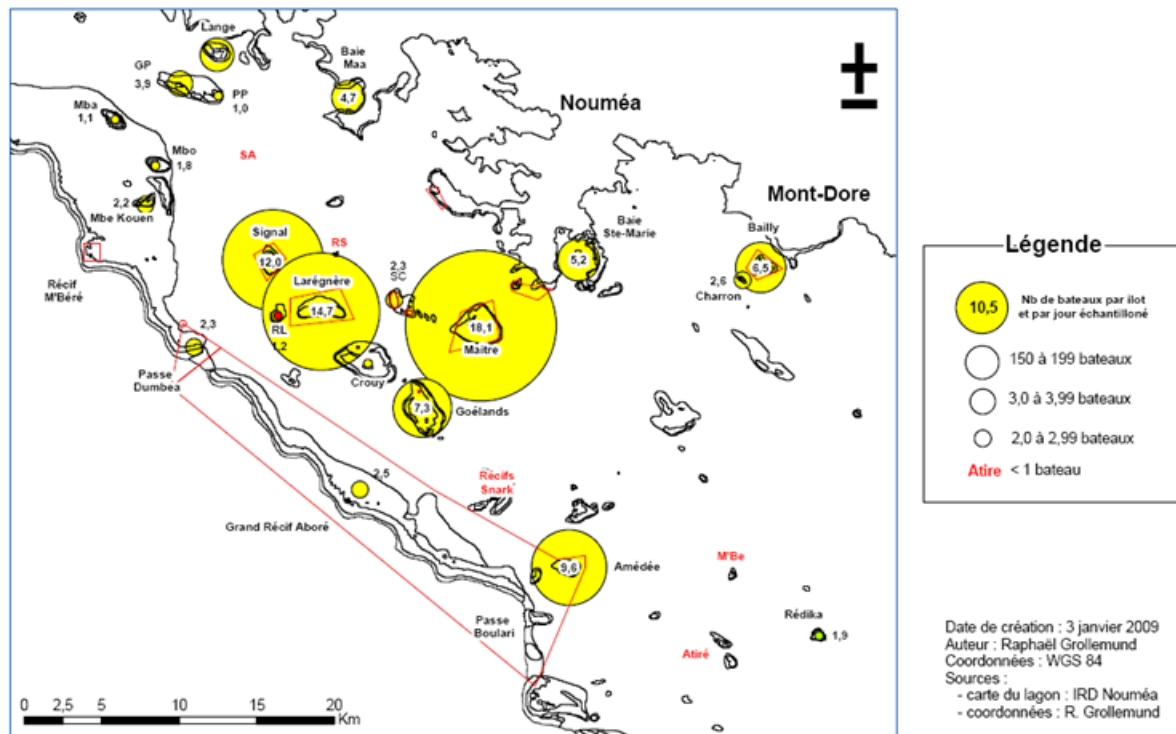 Lange
GP
3,9
PP
1,0
Baie
Maa
4,7
Nouméa
Mba
1,1
SA
Mbo
1,8
Mont-Dore
2,2
Mbe Kouen
Signal
12,0
RS
Baie
Ste-Marie
5,2
Bailly
6,5
2,6
Charron
Récif
M'Béré
Larégnère
14,7
2,3
SC
RL
1,2
18,1
Maitre
2,3
Passe
Dumbea
Crouy
7,3
Goélands
2,5
Récifs
Snark
Grand Récif Aboré
9,6
Amédée
M'Be
Passe
Boulari
Rédika
1,9
Atiré
0 2,5 5 10 15 20
Km
Légende
10,5
Nb de bateaux par ilot
et par jour échantilloné
150 à 199 bateaux
3,0 à 3,99 bateaux
2,0 à 2,99 bateaux
Atire < 1 bateau
Date de création : 3 janvier 2009
Auteur : Raphaël Grollemund
Coordonnées : WGS 84
Sources :
- carte du lagon : IRD Nouméa
- coordonnées : R. Grollemund